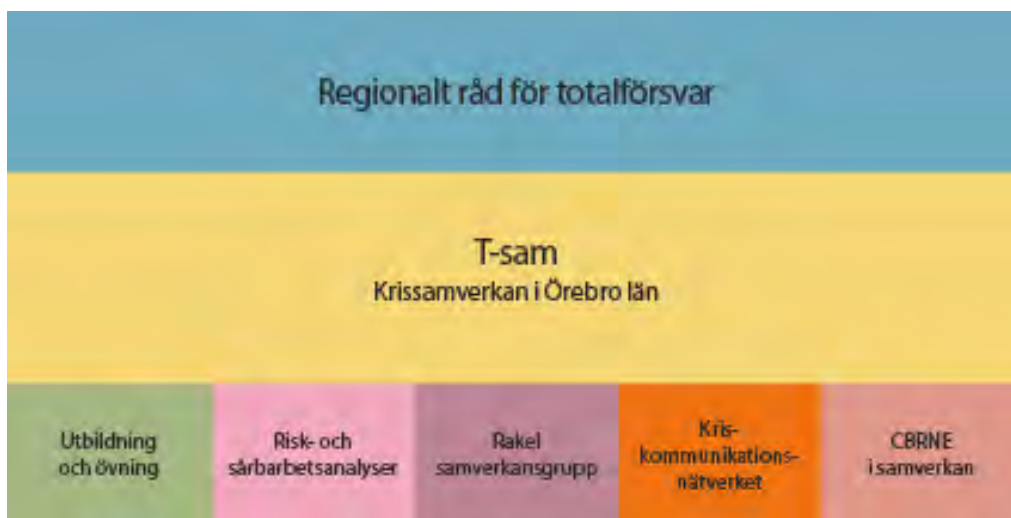 Regionalt råd för totalförsvar
T-sam
Krissamverkan i Örebro län
Utbildning
och övning
Risk- och
sårbarbetsanalyser
Rakel
samverkansgrupp
Kris-
kommunikations-
nätverket
CBRNE
i samverkan